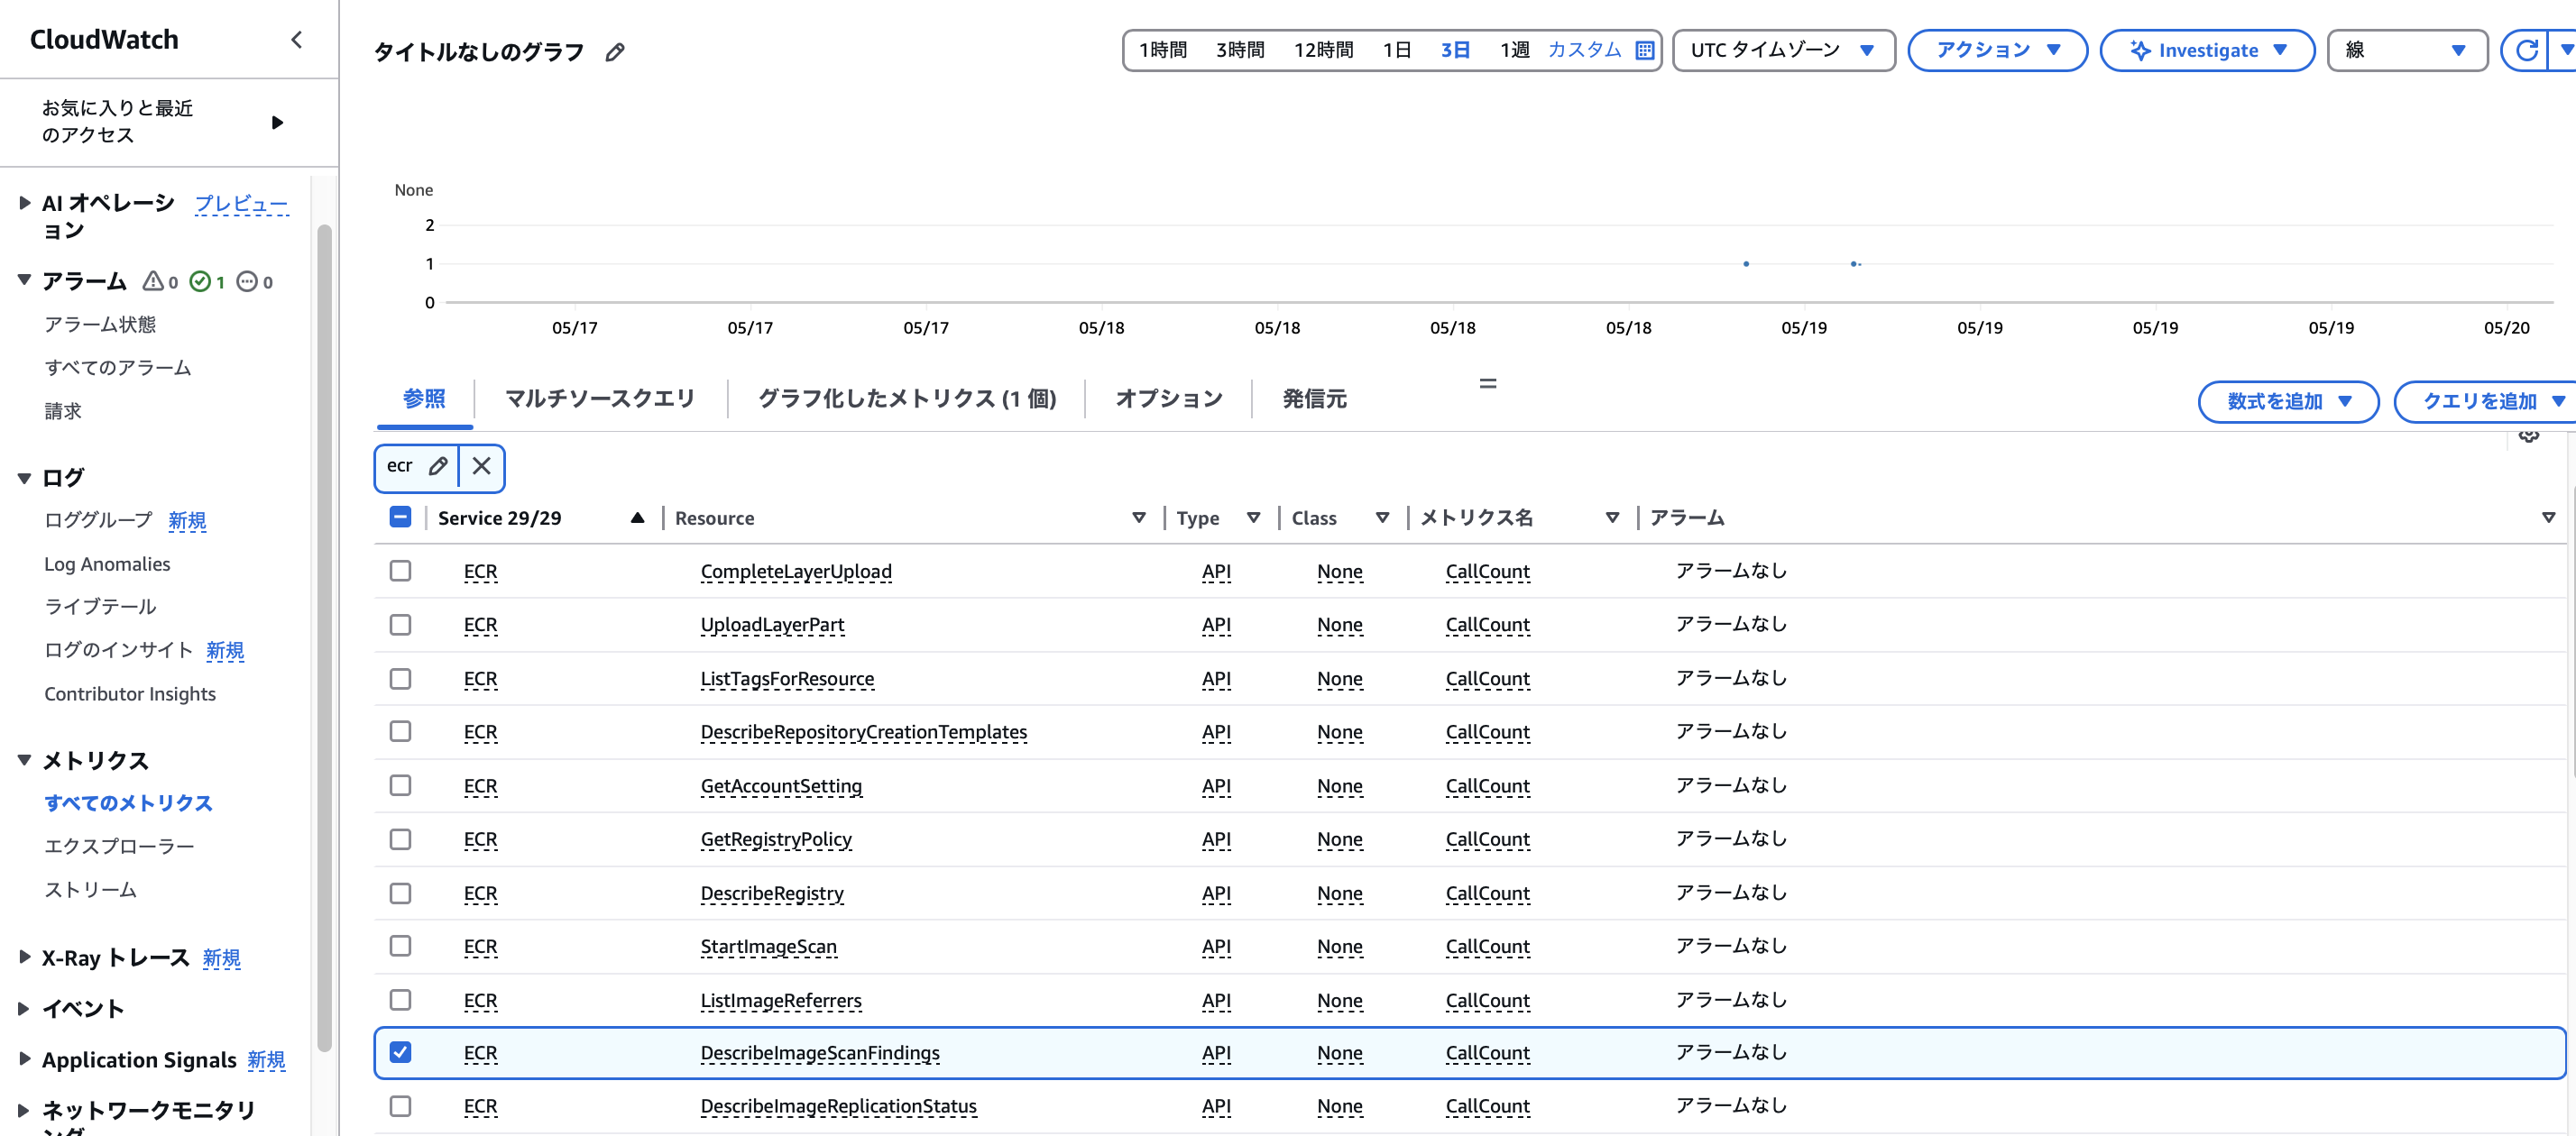 CloudWatch
お気に入りと最近
のアクセス
AI オペレーシ
ョン
プレビュー
アラーム 0 1 0
アラーム状態
すべてのアラーム
請求
ログ
ロググループ 新規
Log Anomalies
ライブテール
ログのインサイト 新規
Contributor Insights
メトリクス
すべてのメトリクス
エクスプローラー
ストリーム
X-Ray トレース 新規
イベント
Application Signals 新規
ネットワークモニタリ
ング
タイトルなしのグラフ
1時間 3時間 12時間 1日 3日 1週 カスタム
UTC タイムゾーン
アクション
Investigate
線
None
2
1
0
05/17 05/17 05/17 05/18 05/18 05/18 05/18 05/19 05/19 05/19 05/19 05/20
参照 マルチソースクエリ グラフ化したメトリクス (1 個) オプション 発信元
数式を追加 クエリを追加
ecr
Service 29/29 Resource Type Class メトリクス名 アラーム
ECR CompleteLayerUpload API None CallCount アラームなし
ECR UploadLayerPart API None CallCount アラームなし
ECR ListTagsForResource API None CallCount アラームなし
ECR DescribeRepositoryCreationTemplates API None CallCount アラームなし
ECR GetAccountSetting API None CallCount アラームなし
ECR GetRegistryPolicy API None CallCount アラームなし
ECR DescribeRegistry API None CallCount アラームなし
ECR StartImageScan API None CallCount アラームなし
ECR ListImageReferrers API None CallCount アラームなし
ECR DescribeImageScanFindings API None CallCount アラームなし
ECR DescribeImageReplicationStatus API None CallCount アラームなし